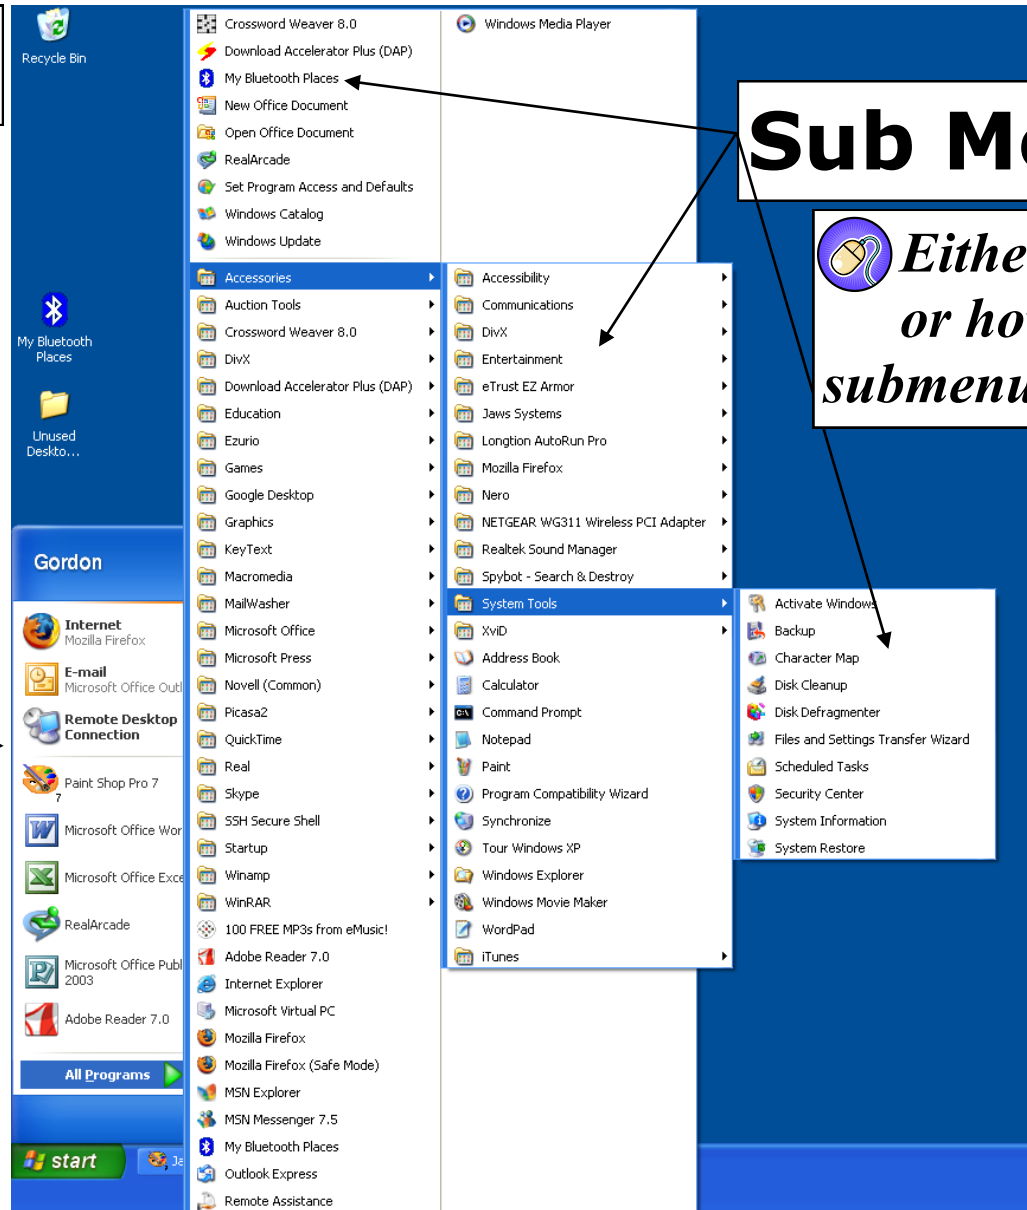 Recycle Bin
My Bluetooth
Places
Unused
Deskto...
Crossword Weaver 8.0
Download Accelerator Plus (DAP)
My Bluetooth Places
New Office Document
Open Office Document
RealArcade
Set Program Access and Defaults
Windows Catalog
Windows Update
Windows Media Player
Sub Me
Eithe
or ho
submenu
Accessories
Auction Tools
Crossword Weaver 8.0
DivX
Download Accelerator Plus (DAP)
Education
Ezurio
Games
Google Desktop
Graphics
KeyText
Macromedia
MailWasher
Microsoft Office
Microsoft Press
Novell (Common)
Picasa2
QuickTime
Real
Skype
SSH Secure Shell
Startup
Winamp
WinRAR
100 FREE MP3s from eMusic!
Adobe Reader 7.0
Internet Explorer
Microsoft Virtual PC
Mozilla Firefox
Mozilla Firefox (Safe Mode)
MSN Explorer
MSN Messenger 7.5
My Bluetooth Places
Outlook Express
Remote Assistance
Accessibility
Communications
DivX
Entertainment
eTrust EZ Armor
Jaws Systems
Longtion AutoRun Pro
Mozilla Firefox
Nero
NETGEAR WG311 Wireless PCI Adapter
Realtek Sound Manager
Spybot - Search & Destroy
System Tools
XviD
Address Book
Calculator
Command Prompt
Notepad
Paint
Program Compatibility Wizard
Synchronize
Tour Windows XP
Windows Explorer
Windows Movie Maker
WordPad
iTunes
Activate Windows
Backup
Character Map
Disk Cleanup
Disk Defragmenter
Files and Settings Transfer Wizard
Scheduled Tasks
Security Center
System Information
System Restore
Gordon
Internet
Mozilla Firefox
E-mail
Microsoft Office Outl
Remote Desktop
Connection
Paint Shop Pro 7
7
Microsoft Office Wor
Microsoft Office Exce
RealArcade
Microsoft Office Publ
2003
Adobe Reader 7.0
All Programs
start
Ja